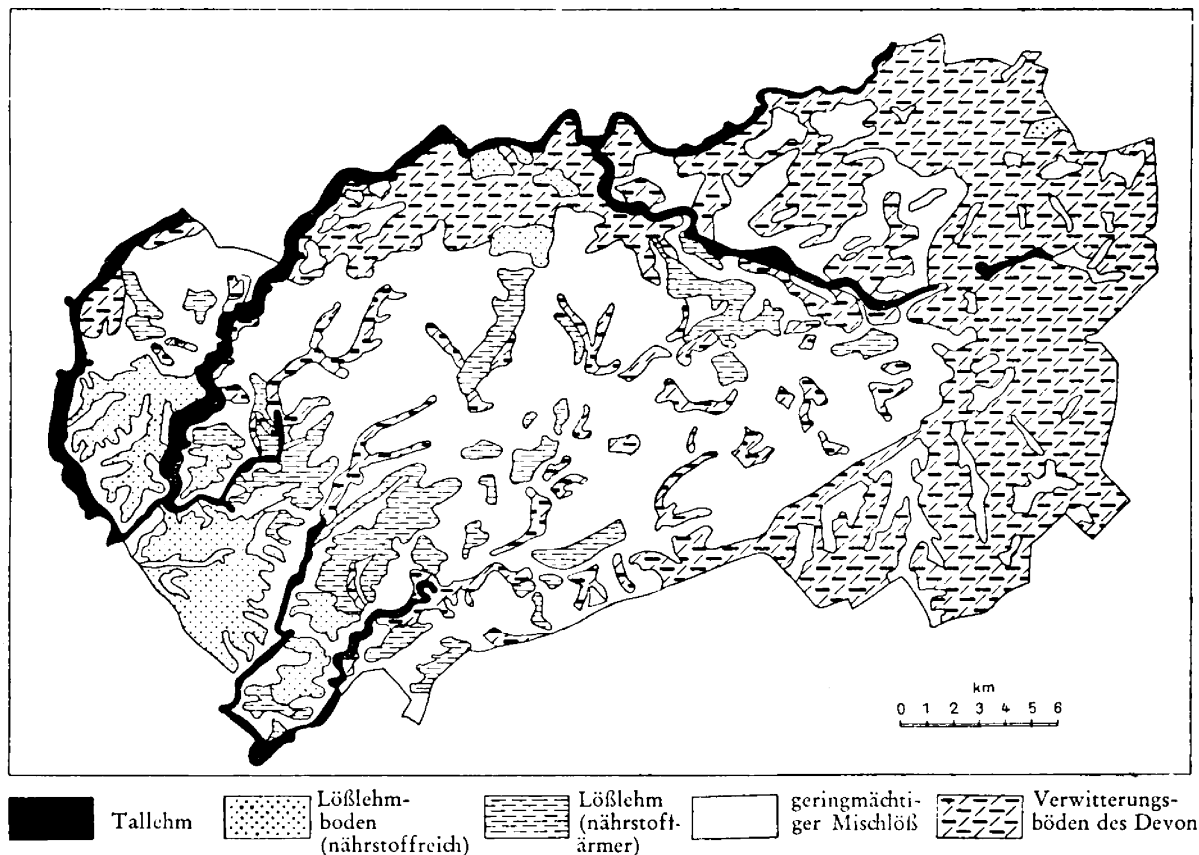 km
0 1 2 3 4 5 6
Tallehm
Lößlehm-
boden
(nährstoffreich)
Lößlehm
(nährstoff-
ärmer)
geringmächti-
ger Mischlöß
Verwitterungs-
böden des Devon